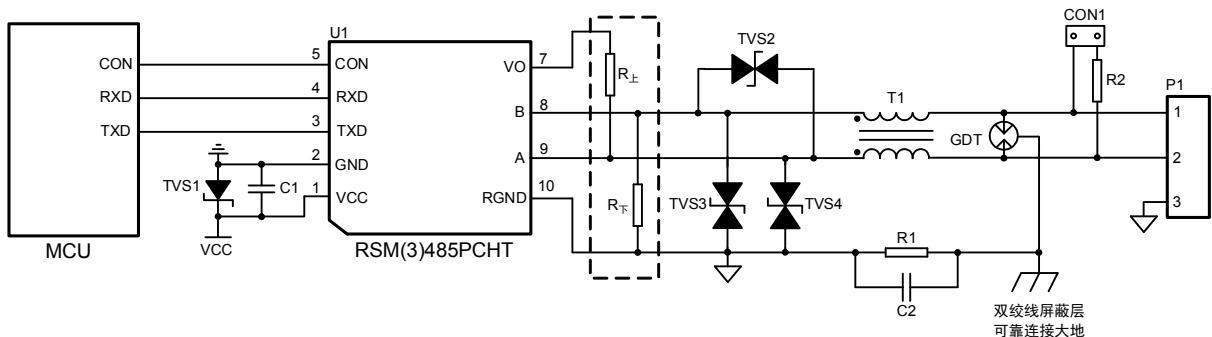 CON1
U1
TVS2
P1
T1
R2
GDT
CON 5 CON VO 7 R上
RXD 4 RXD B 8 1
TXD 3 TXD A 9 2
2 GND
TVS1 C1 1 VCC RGND 10 R下 TVS3 TVS4 3
VCC
R1
C2
MCU
RSM(3)485PCHT
双绞线屏蔽层
可靠连接大地